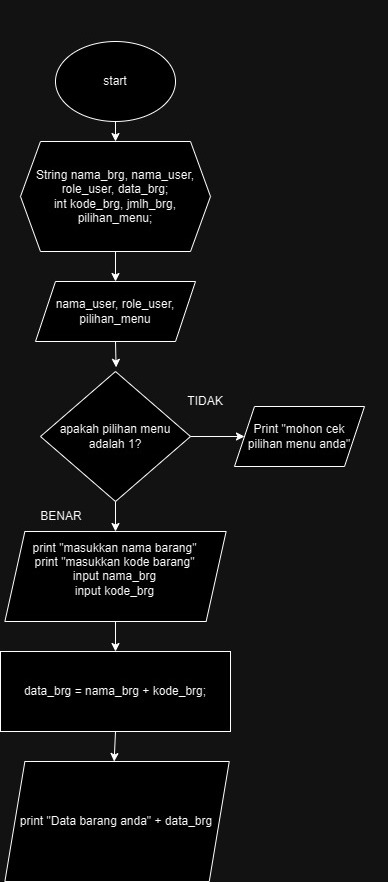 start
String nama_brg, nama_user,
role_user, data_brg;
int kode_brg, jmlh_brg,
pilihan_menu;
nama_user, role_user,
pilihan_menu
apakah pilihan menu
adalah 1?
TIDAK
Print "mohon cek
pilihan menu anda"
BENAR
print "masukkan nama barang"
print "masukkan kode barang"
input nama_brg
input kode_brg
data_brg = nama_brg + kode_brg;
print "Data barang anda" + data_brg